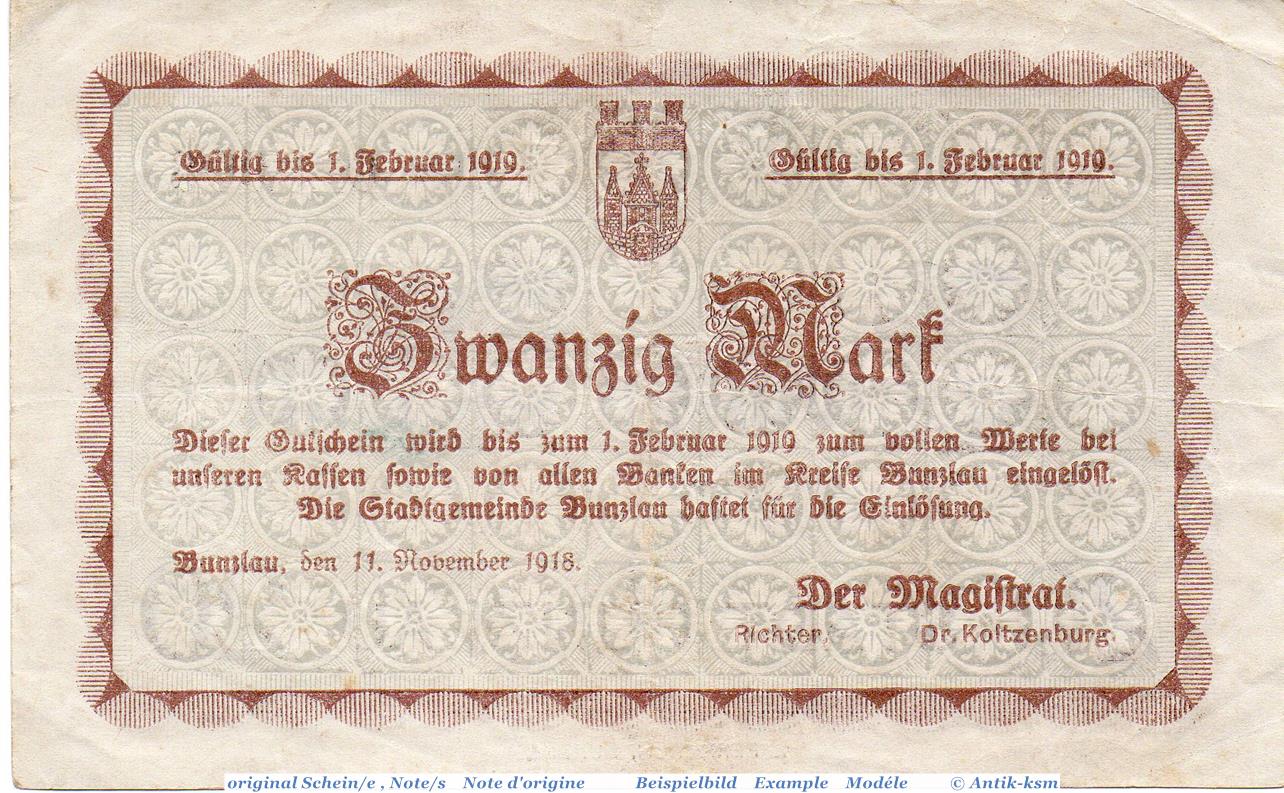 Gültig bis 1. Februar 1919.
Gültig bis 1. Februar 1919.
Zwanzig Mark
Dieser Gutschein wird bis zum 1. Februar 1919 zum vollen Werte bei
unseren Kassen sowie von allen Banken im Kreise Bunzlau eingelöst.
Die Stadtgemeinde Bunzlau haftet für die Einlösung.
Bunzlau, den 11. November 1918.
Der Magistrat.
Richter. Dr. Koltzenburg.
original Schein/e , Note/s Note d'origine Beispielbild Example Modéle © Antik-ksm